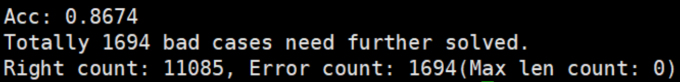 Acc: 0.8674
Totally 1694 bad cases need further solved.
Right count: 11085, Error count: 1694(Max len count: 0)